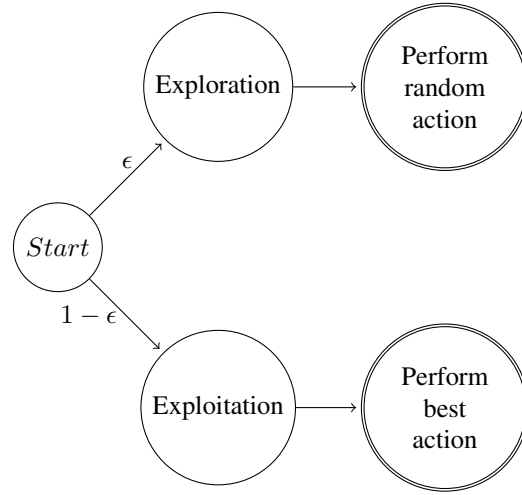 Exploration
Perform
random
action
ϵ
Start
1 − ϵ
Exploitation
Perform
best
action